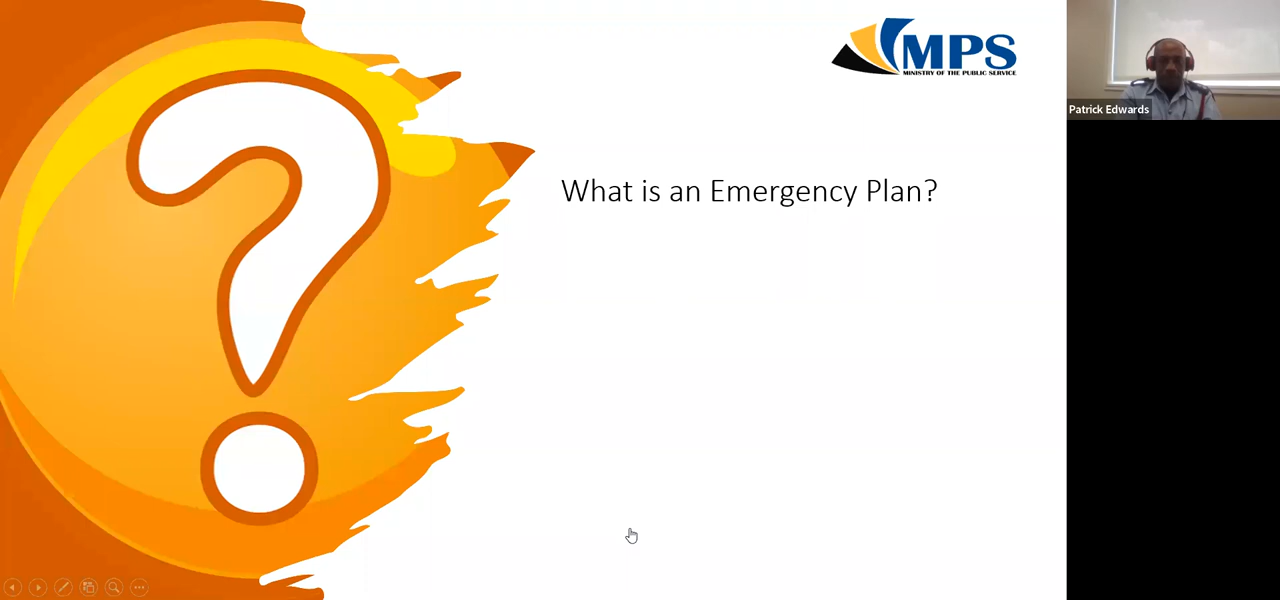 MPS
MINISTRY OF THE PUBLIC SERVICE
Patrick Edwards
What is an Emergency Plan?